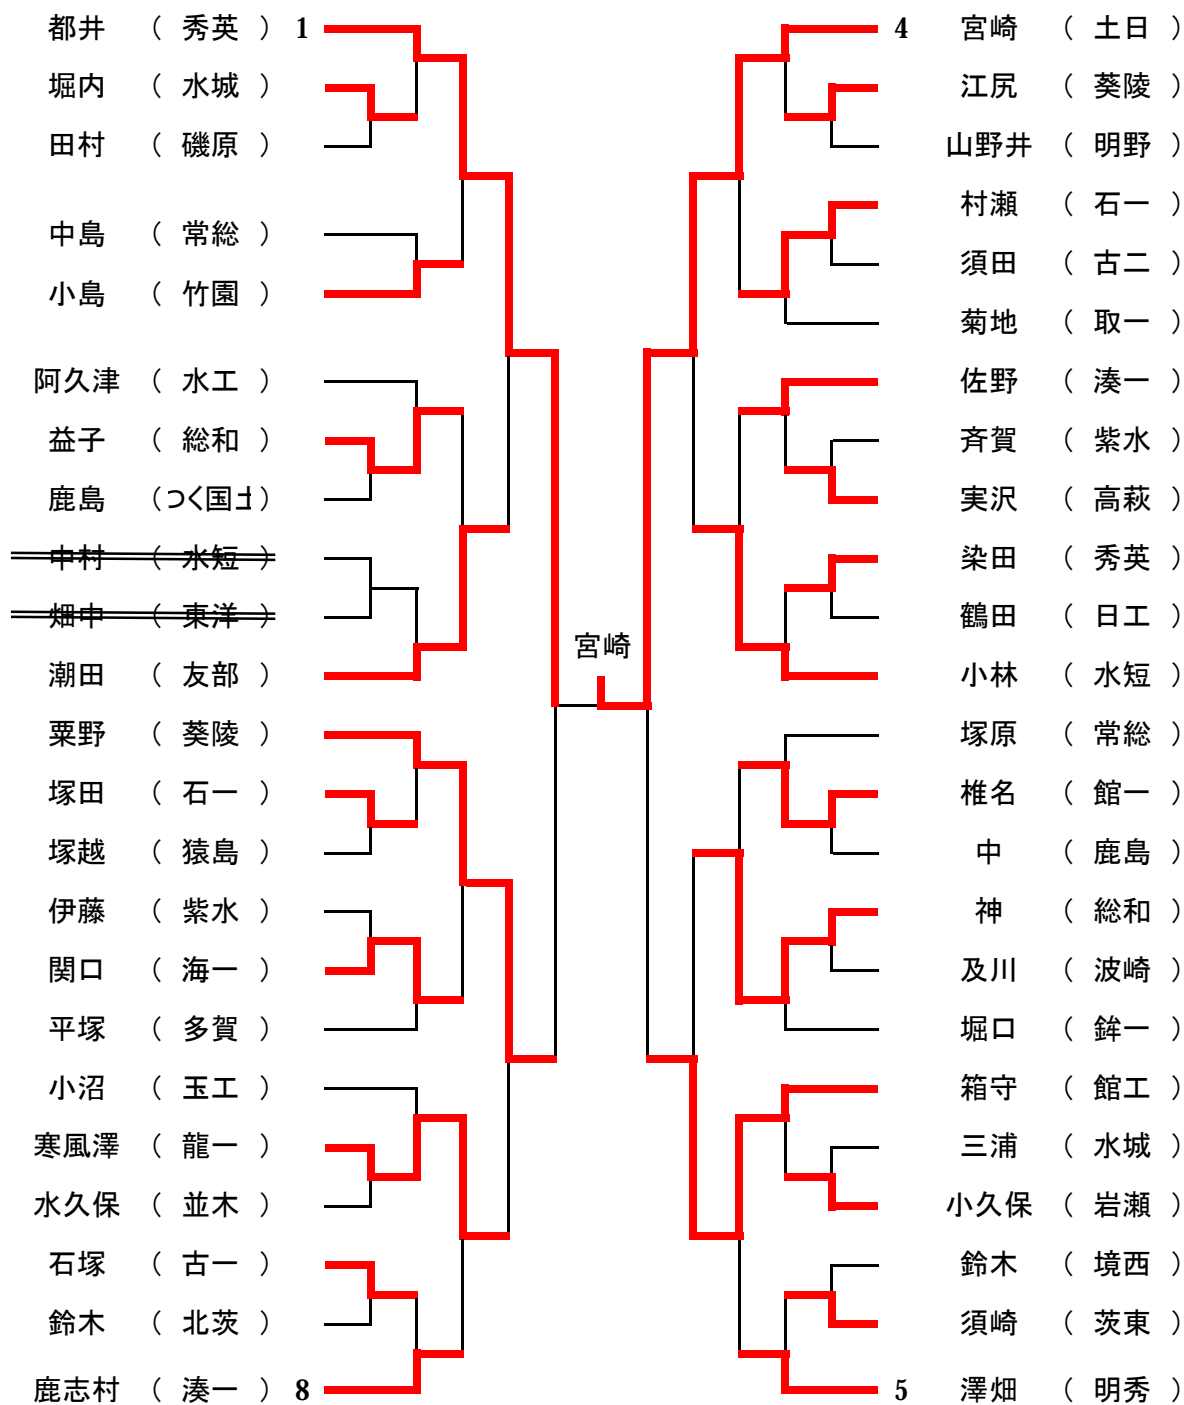 都井 （ 秀英 ） 1
堀内 （ 水城 ）
田村 （ 磯原 ）
中島 （ 常総 ）
小島 （ 竹園 ）
阿久津 （ 水工 ）
益子 （ 総和 ）
鹿島 （つく国土）
中村 （ 水短 ）
畑中 （ 東洋 ）
潮田 （ 友部 ）
粟野 （ 葵陵 ）
塚田 （ 石一 ）
塚越 （ 猿島 ）
伊藤 （ 紫水 ）
関口 （ 海一 ）
平塚 （ 多賀 ）
小沼 （ 玉工 ）
寒風澤 （ 龍一 ）
水久保 （ 並木 ）
石塚 （ 古一 ）
鈴木 （ 北茨 ）
鹿志村 （ 湊一 ） 8
宮崎
4 宮崎 （ 土日 ）
江尻 （ 葵陵 ）
山野井 （ 明野 ）
村瀬 （ 石一 ）
須田 （ 古二 ）
菊地 （ 取一 ）
佐野 （ 湊一 ）
斉賀 （ 紫水 ）
実沢 （ 高萩 ）
染田 （ 秀英 ）
鶴田 （ 日工 ）
小林 （ 水短 ）
塚原 （ 常総 ）
椎名 （ 館一 ）
中 （ 鹿島 ）
神 （ 総和 ）
及川 （ 波崎 ）
堀口 （ 鉾一 ）
箱守 （ 館工 ）
三浦 （ 水城 ）
小久保 （ 岩瀬 ）
鈴木 （ 境西 ）
須崎 （ 茨東 ）
5 澤畑 （ 明秀 ）